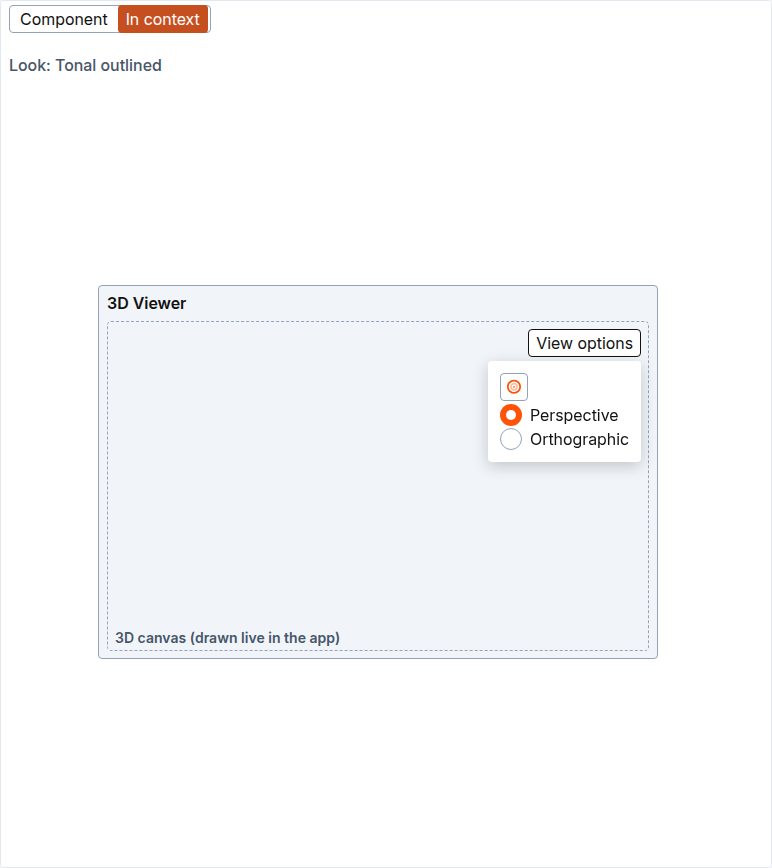 Component In context
Look: Tonal outlined
3D Viewer
View options
Perspective
Orthographic
3D canvas (drawn live in the app)